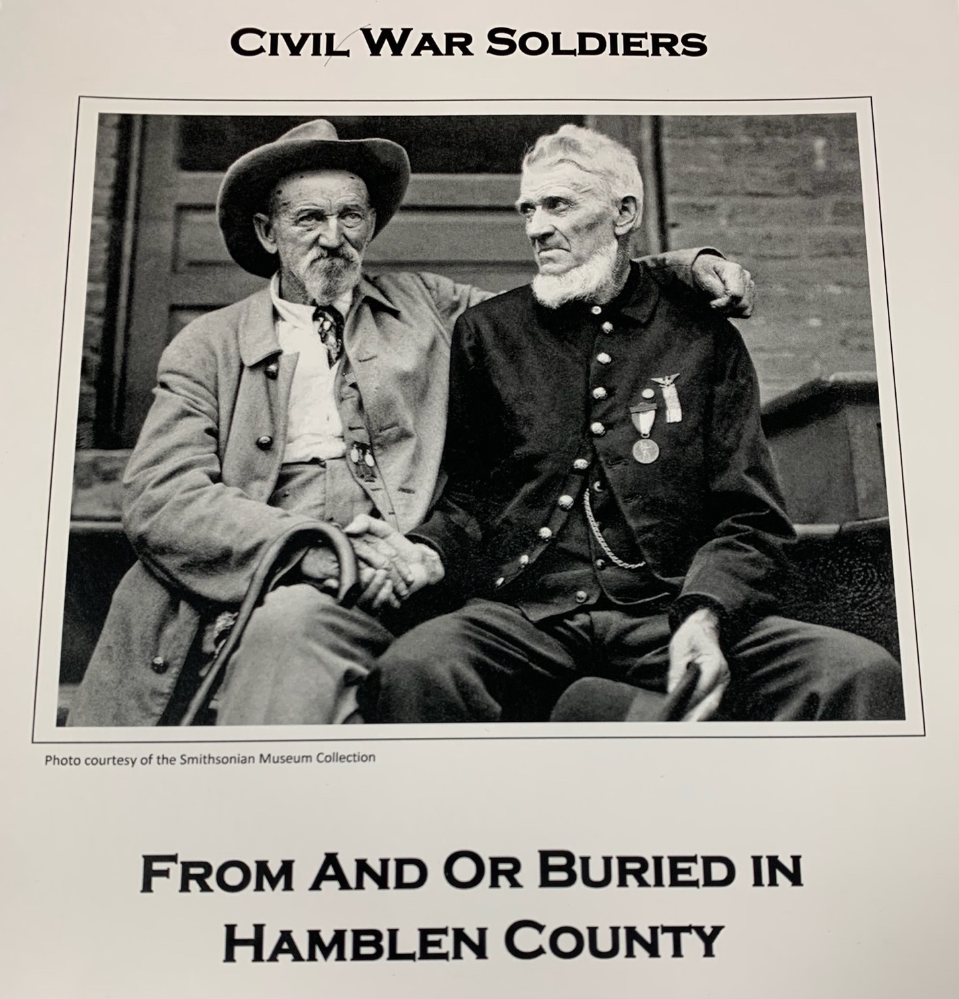 CIVIL WAR SOLDIERS
Photo courtesy of the Smithsonian Museum Collection
FROM AND OR BURIED IN
HAMBLEN COUNTY